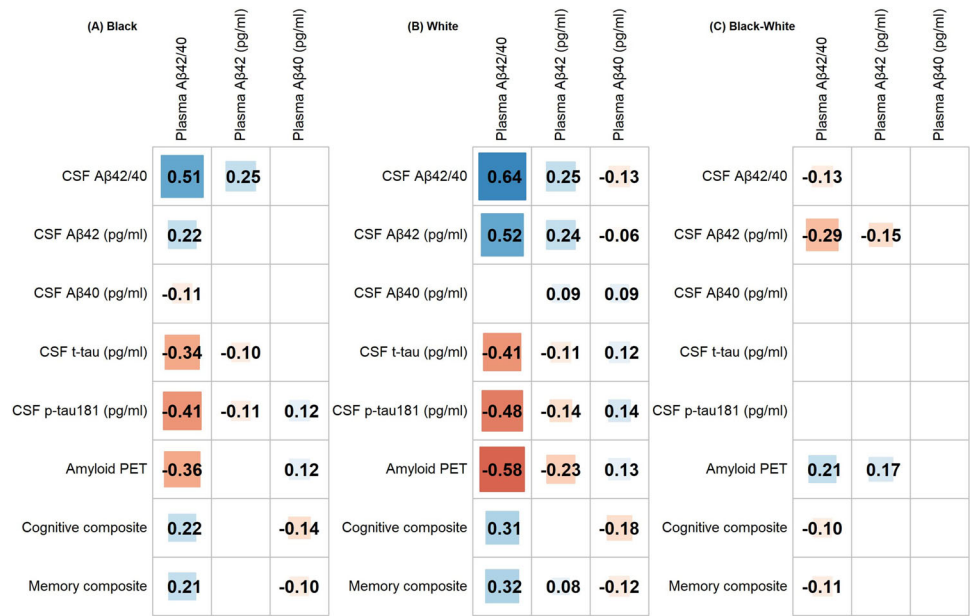 (A) Black
Plasma Aβ42/40
Plasma Aβ42 (pg/ml)
Plasma Aβ40 (pg/ml)
CSF Aβ42/40 0.51 0.25
CSF Aβ42 (pg/ml) 0.22
CSF Aβ40 (pg/ml) -0.11
CSF t-tau (pg/ml) -0.34 -0.10
CSF p-tau181 (pg/ml) -0.41 -0.11 0.12
Amyloid PET -0.36 0.12
Cognitive composite 0.22 -0.14
Memory composite 0.21 -0.10
(B) White
Plasma Aβ42/40
Plasma Aβ42 (pg/ml)
Plasma Aβ40 (pg/ml)
CSF Aβ42/40 0.64 0.25 -0.13
CSF Aβ42 (pg/ml) 0.52 0.24 -0.06
CSF Aβ40 (pg/ml) 0.09 0.09
CSF t-tau (pg/ml) -0.41 -0.11 0.12
CSF p-tau181 (pg/ml) -0.48 -0.14 0.14
Amyloid PET -0.58 -0.23 0.13
Cognitive composite 0.31 -0.18
Memory composite 0.32 0.08 -0.12
(C) Black-White
Plasma Aβ42/40
Plasma Aβ42 (pg/ml)
Plasma Aβ40 (pg/ml)
CSF Aβ42/40 -0.13
CSF Aβ42 (pg/ml) -0.29 -0.15
CSF Aβ40 (pg/ml)
CSF t-tau (pg/ml)
CSF p-tau181 (pg/ml)
Amyloid PET 0.21 0.17
Cognitive composite -0.10
Memory composite -0.11